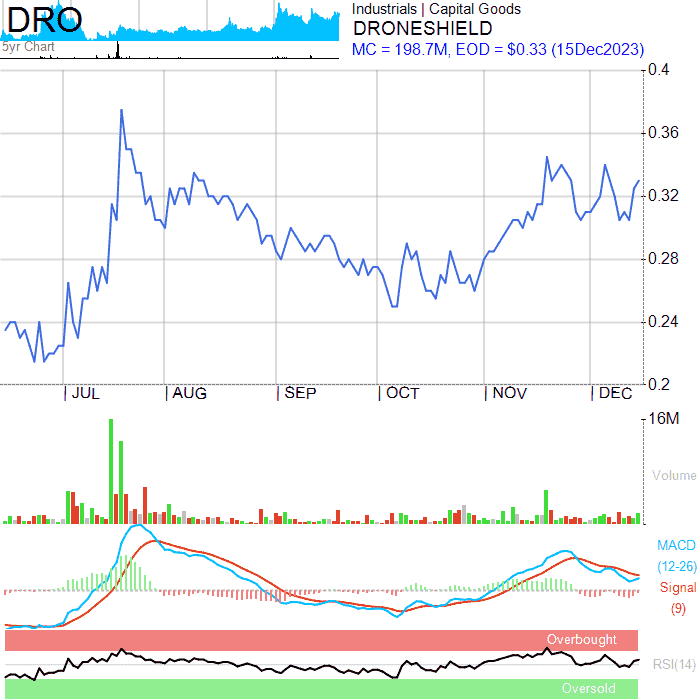 DRO
5yr Chart
Industrials | Capital Goods
DRONESHIELD
MC = 198.7M, EOD = $0.33 (15Dec2023)
0.4
0.36
0.32
0.28
0.24
0.2
JUL AUG SEP OCT NOV DEC
16M
Volume
MACD
(12-26)
Signal
(9)
Overbought
RSI(14)
Oversold